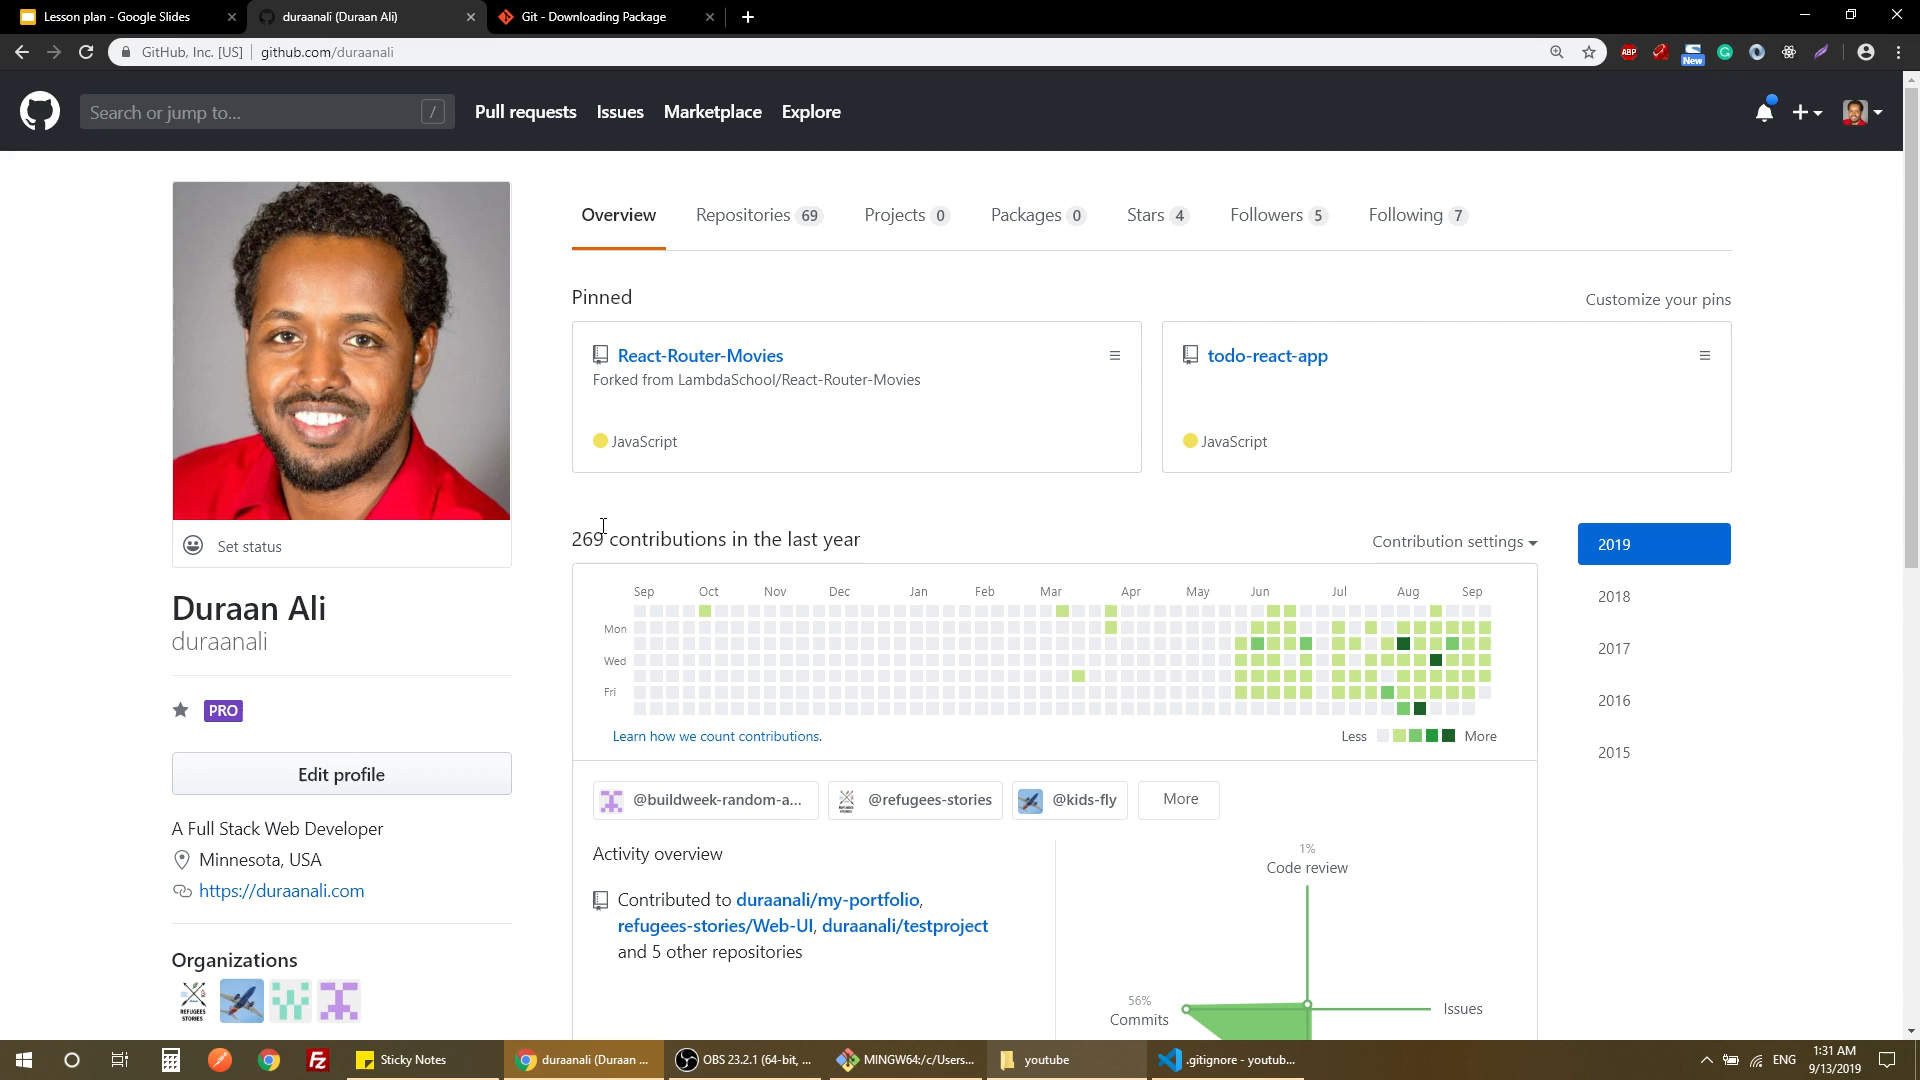 Lesson plan - Google Slides
duraanali (Duraan Ali)
Git - Downloading Package
GitHub, Inc. [US] github.com/duraanali
ABP
New
Search or jump to... /
Pull requests Issues Marketplace Explore
Overview Repositories 69 Projects 0 Packages 0 Stars 4 Followers 5 Following 7
Pinned
Customize your pins
React-Router-Movies
Forked from LambdaSchool/React-Router-Movies
JavaScript
todo-react-app
JavaScript
Set status
Duraan Ali
duraanali
PRO
Edit profile
A Full Stack Web Developer
Minnesota, USA
https://duraanali.com
Organizations
REFUGEES
STORIES
269 contributions in the last year
Contribution settings
2019
2018
2017
2016
2015
Sep Oct Nov Dec Jan Feb Mar Apr May Jun Jul Aug Sep
Mon
Wed
Fri
Learn how we count contributions.
Less More
@buildweek-random-a... @refugees-stories @kids-fly More
Activity overview
Contributed to duraanali/my-portfolio,
refugees-stories/Web-UI, duraanali/testproject
and 5 other repositories
1%
Code review
56%
Commits
Issues
Sticky Notes
duraanali (Duraan ...
OBS 23.2.1 (64-bit, ...
MINGW64:/c/Users...
youtube
.gitignore - youtub...
ENG
1:31 AM
9/13/2019